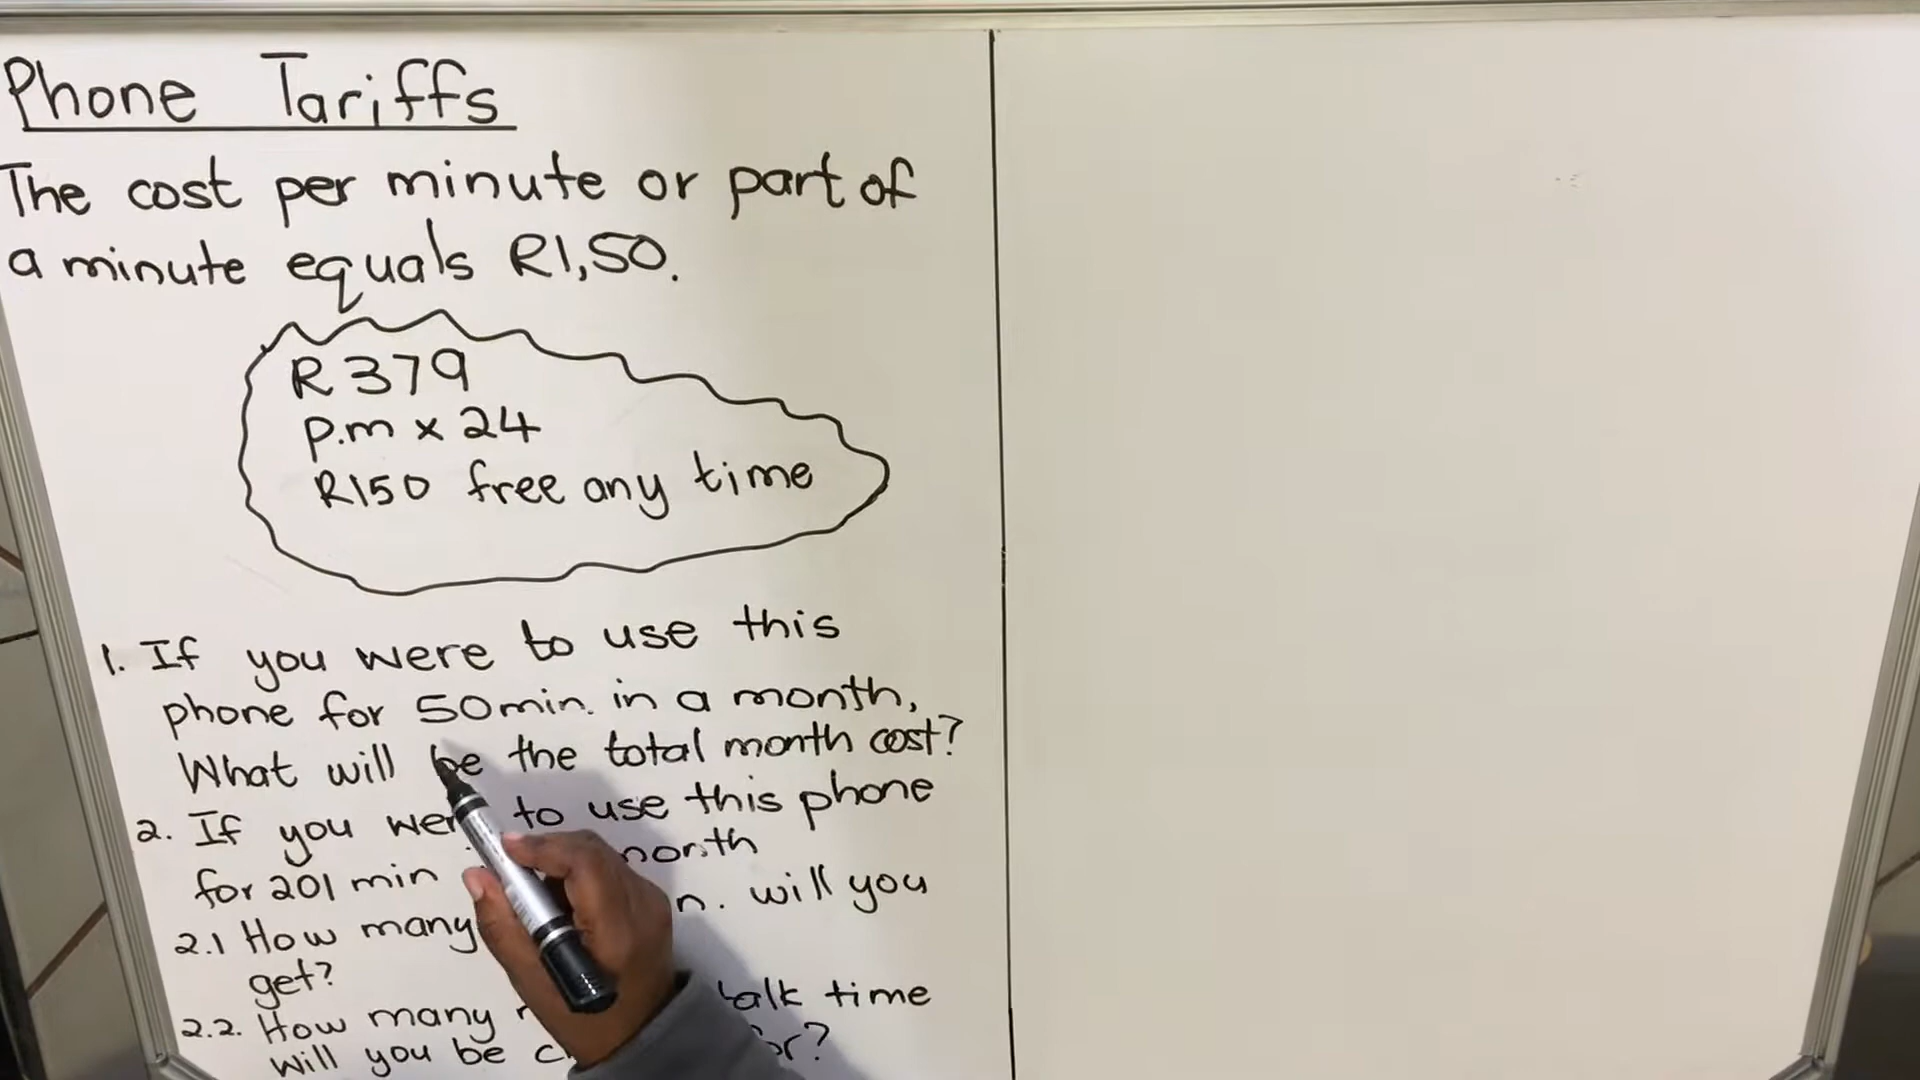 Phone Tariffs
The cost per minute or part of
a minute equals R1,50.
R379
p.m x 24
R150 free any time
1. If you were to use this
phone for 50min. in a month,
What will be the total month cost?
2. If you were to use this phone
for 201 min month
2.1 How many n. will you
get?
2.2. How many talk time
will you be